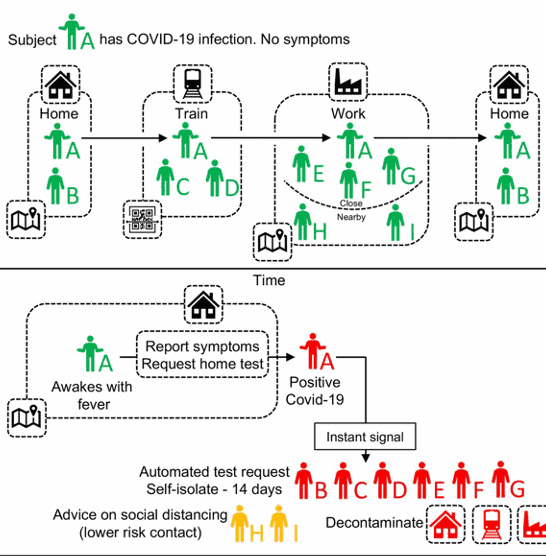 Subject A has COVID-19 infection. No symptoms
Home
Train
Work
Home
A
A
A
A
B
C
D
E
F
G
B
Close
Nearby
H
I
Time
A
Report symptoms
Request home test
A
Awakes with
fever
Positive
Covid-19
Instant signal
Automated test request
Self-isolate - 14 days
B C D E F G
Advice on social distancing
(lower risk contact)
H I
Decontaminate